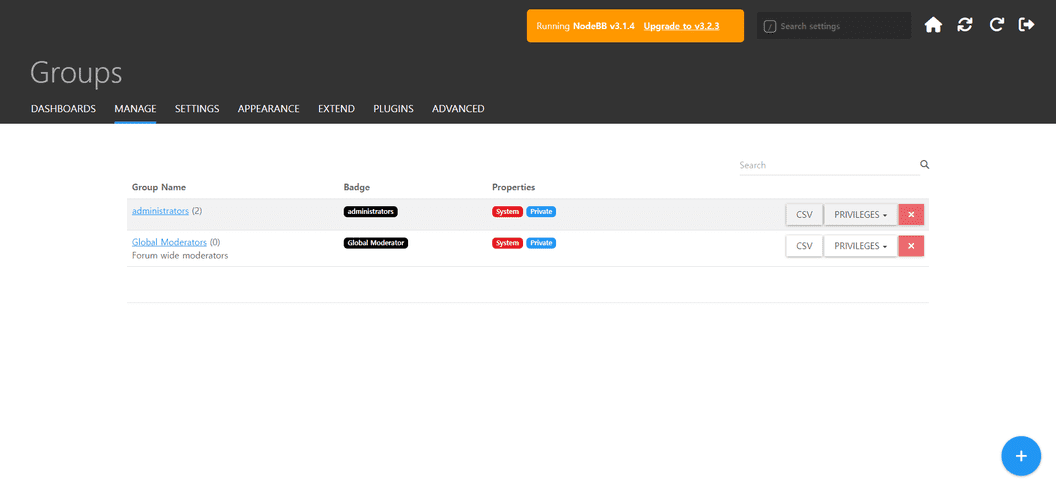 Running NodeBB v3.1.4 Upgrade to v3.2.3
/ Search settings
Groups
DASHBOARDS MANAGE SETTINGS APPEARANCE EXTEND PLUGINS ADVANCED
Search
Group Name Badge Properties
administrators (2) administrators System Private CSV PRIVILEGES
Global Moderators (0) Global Moderator System Private CSV PRIVILEGES
Forum wide moderators